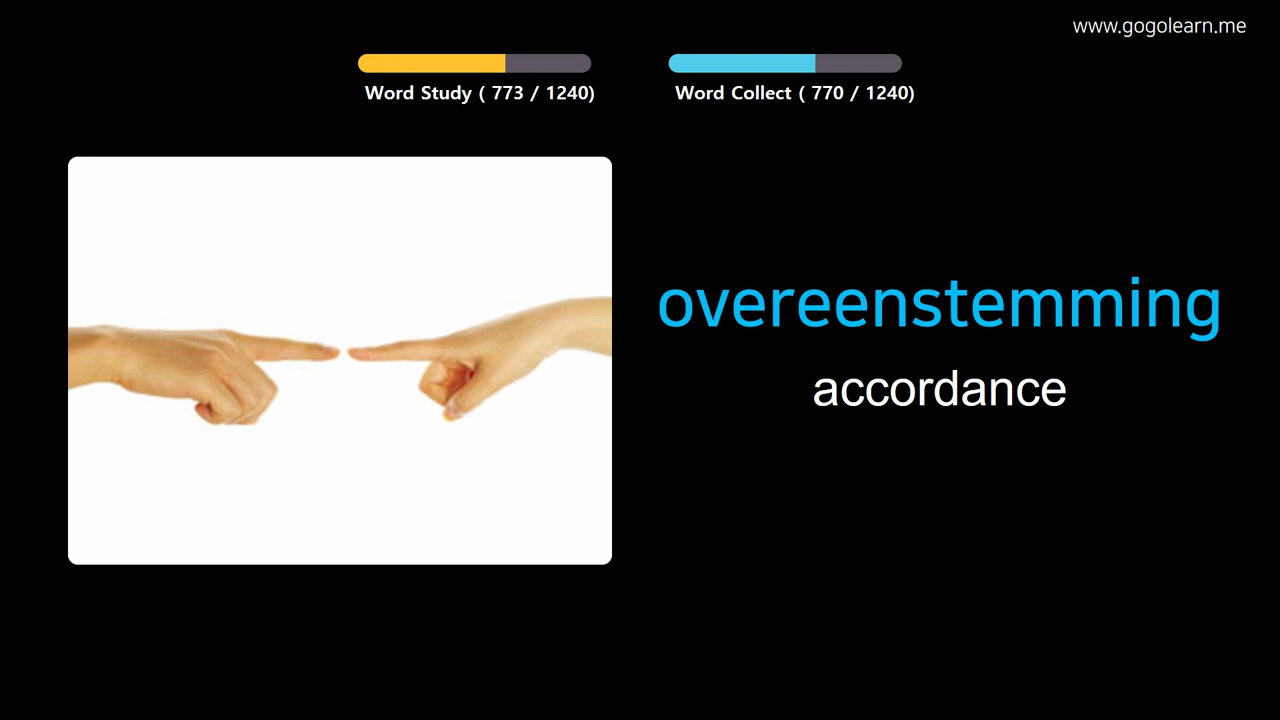 www.gogolearn.me
Word Study ( 773 / 1240)
Word Collect ( 770 / 1240)
overeenstemming
accordance